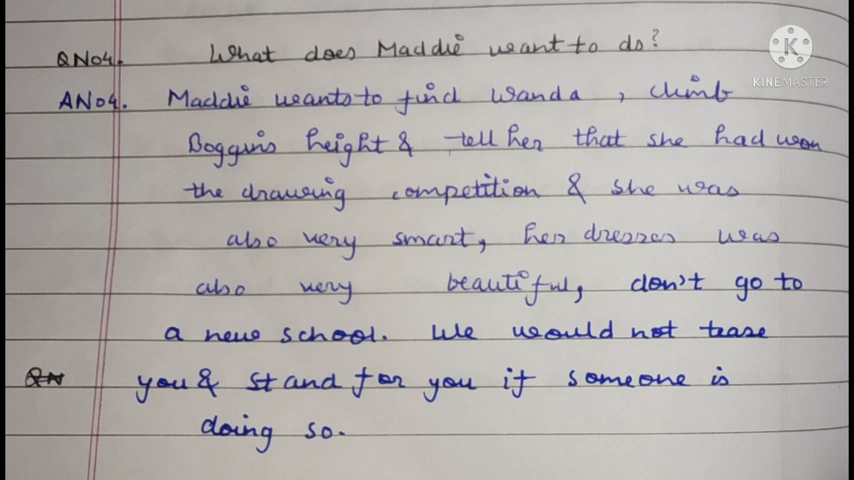 QNo4. What does Maddie want to do?
K
KINEMASTER
ANo4. Maddie wants to find Wanda, climb
Boggins height & tell her that she had won
the drawing competition & she was
also very smart, her dresses was
also very beautiful, don't go to
a new school. We would not tease
you & stand for you if someone is
doing so.